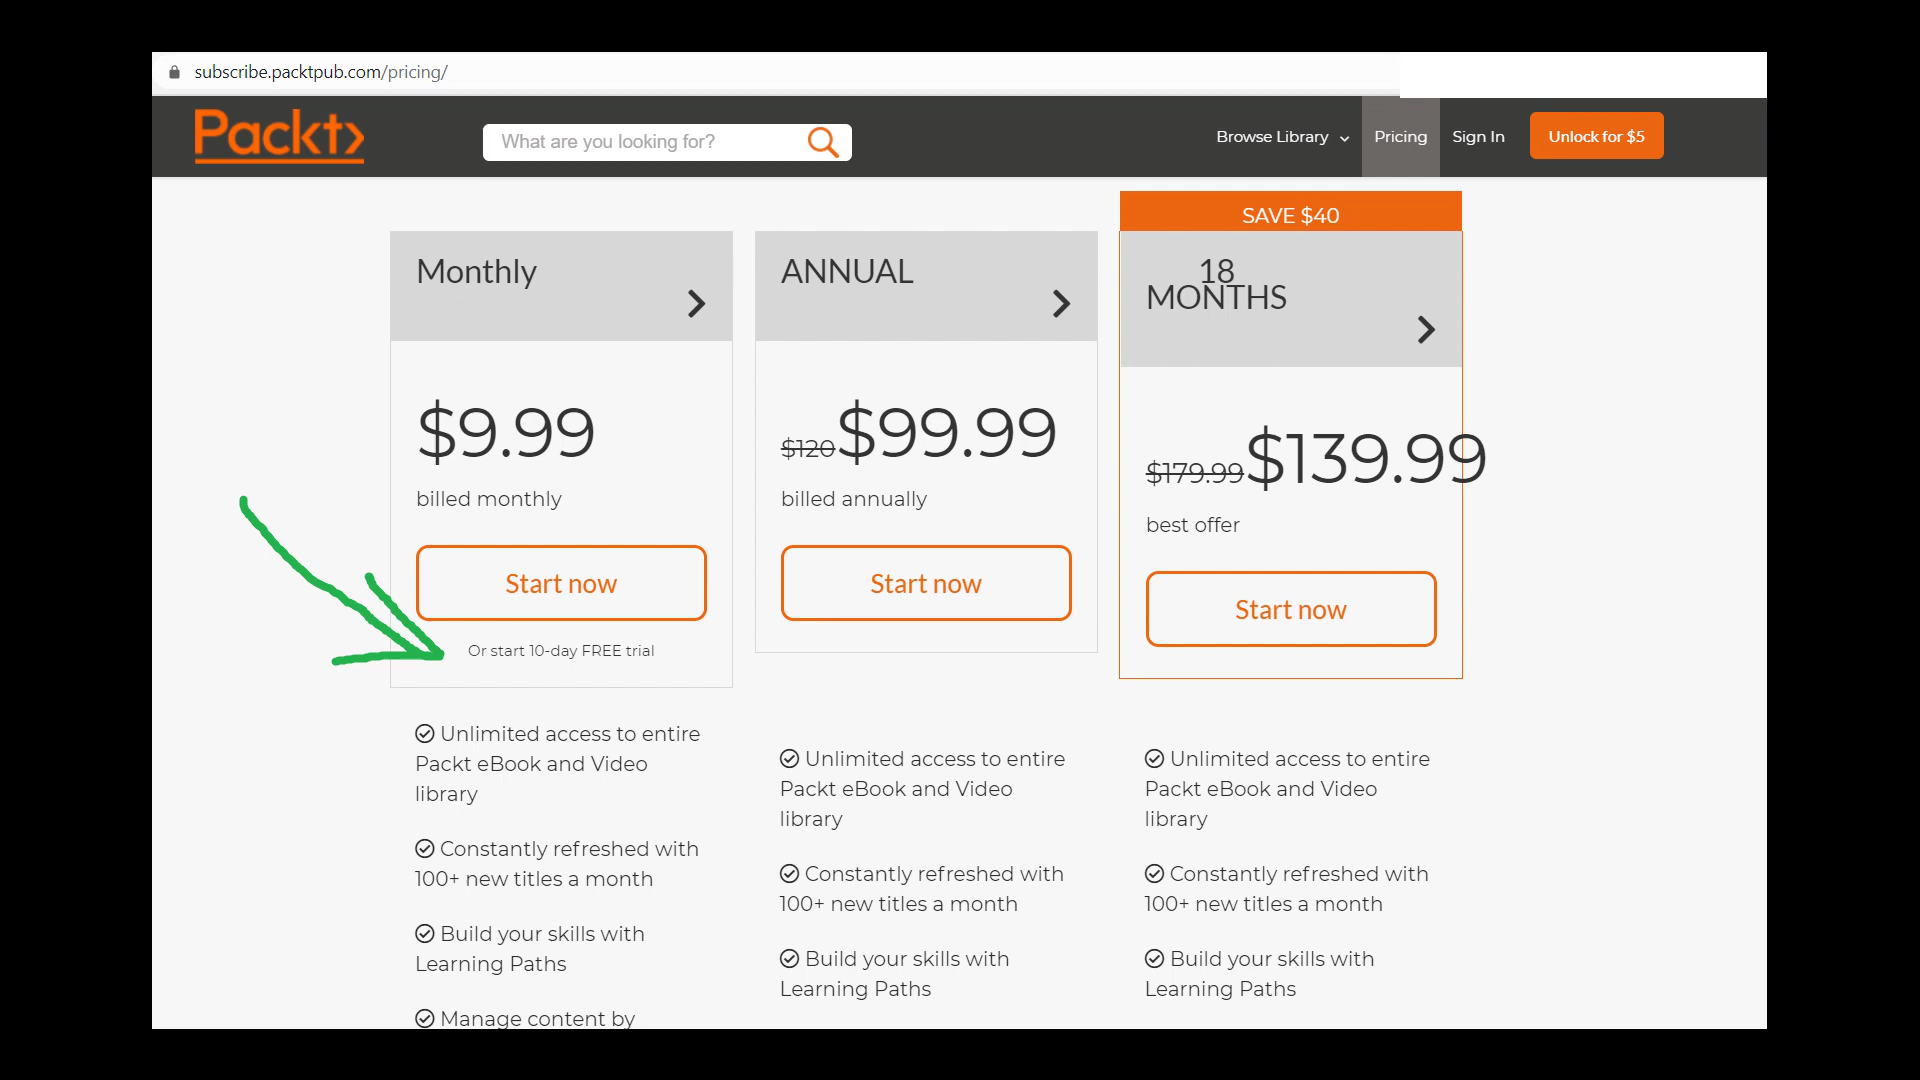 subscribe.packtpub.com/pricing/
Packt
What are you looking for?
Browse Library
Pricing
Sign In
Unlock for $5
SAVE $40
Monthly
$9.99
billed monthly
Start now
Or start 10-day FREE trial
Unlimited access to entire
Packt eBook and Video
library
Constantly refreshed with
100+ new titles a month
Build your skills with
Learning Paths
Manage content by
ANNUAL
$120 $99.99
billed annually
Start now
Unlimited access to entire
Packt eBook and Video
library
Constantly refreshed with
100+ new titles a month
Build your skills with
Learning Paths
18
MONTHS
$179.99 $139.99
best offer
Start now
Unlimited access to entire
Packt eBook and Video
library
Constantly refreshed with
100+ new titles a month
Build your skills with
Learning Paths